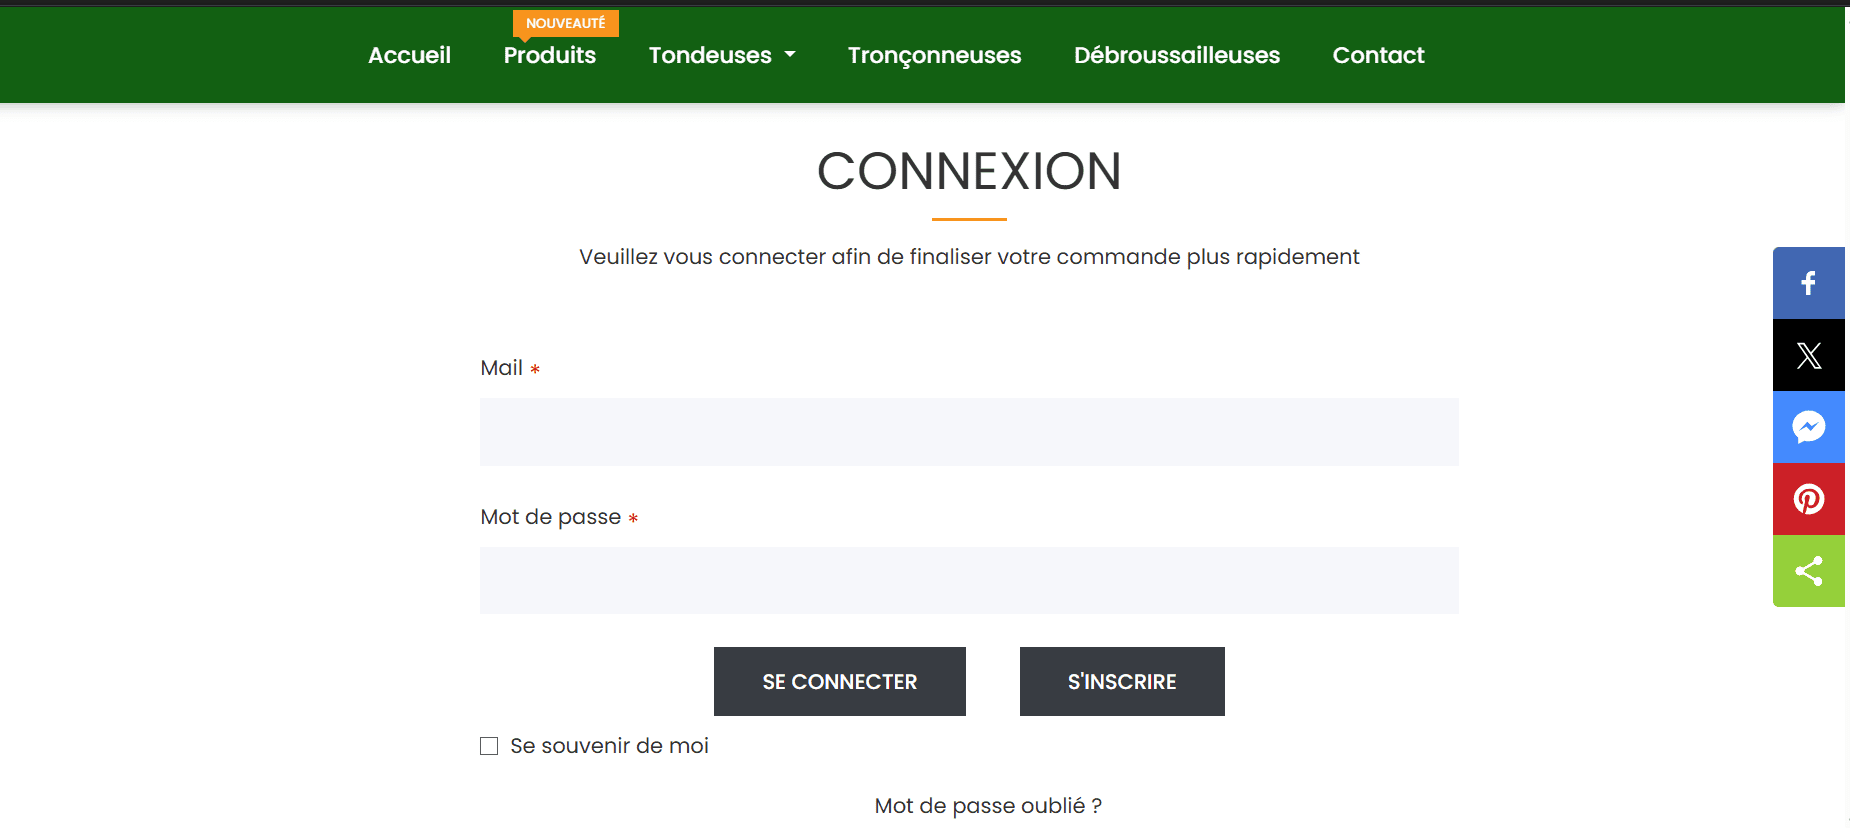 NOUVEAUTÉ
Accueil Produits Tondeuses Tronçonneuses Débroussailleuses Contact
CONNEXION
Veuillez vous connecter afin de finaliser votre commande plus rapidement
Mail *
Mot de passe *
SE CONNECTER S'INSCRIRE
Se souvenir de moi
Mot de passe oublié ?